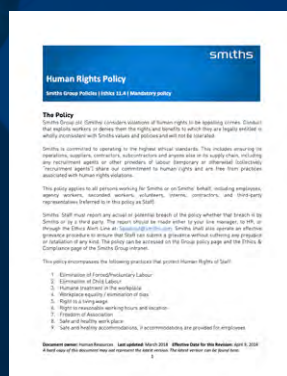 smiths
Human Rights Policy
Smiths Group Policies | Ethics 11.4 | Mandatory policy
The Policy
Smiths Group plc (Smiths) considers violations of human rights to be appalling crimes. Conduct
that exploits workers or denies them the rights and benefits to which they are legally entitled is
wholly inconsistent with Smiths values and policies and will not be tolerated.
Smiths is committed to operating to the highest ethical standards. This includes ensuring its
operations, suppliers, contractors, subcontractors and anyone else in its supply chain, including
any recruitment agents or other providers of labour (temporary or otherwise) (collectively
"recruitment agents") share our commitment to human rights and are free from practices
associated with human rights violations.
This policy applies to all persons working for Smiths or on Smiths' behalf, including employees,
agency workers, seconded workers, volunteers, interns, contractors, and third-party
representatives (referred to in this policy as Staff).
Smiths' Staff must report any actual or potential breach of the policy whether that breach is by
Smiths or by a third party. The report should be made either to your line manager, to HR, or
through the Ethics Alert Line at: Speakout@smiths.com. Smiths shall also operate an effective
grievance procedure to ensure that Staff can submit a grievance without suffering any prejudice
or retaliation of any kind. The policy can be accessed on the Group policy page and the Ethics &
Compliance page of the Smiths Group intranet.
This policy encompasses the following practices that protect Human Rights of Staff:
1. Elimination of Forced/Involuntary Labour
2. Elimination of Child Labour
3. Humane treatment in the workplace
4. Workplace equality / elimination of bias
5. Right to a living wage
6. Right to reasonable working hours and income
7. Freedom of Association
8. Safe and healthy work place
9. Safe and healthy accommodations, if accommodations are provided for employees
Document owner: Human Resources Last updated: March 2018 Effective Date for this Revision: April 9, 2018
A hard copy of this document may not represent the latest version. The latest version can be found here.